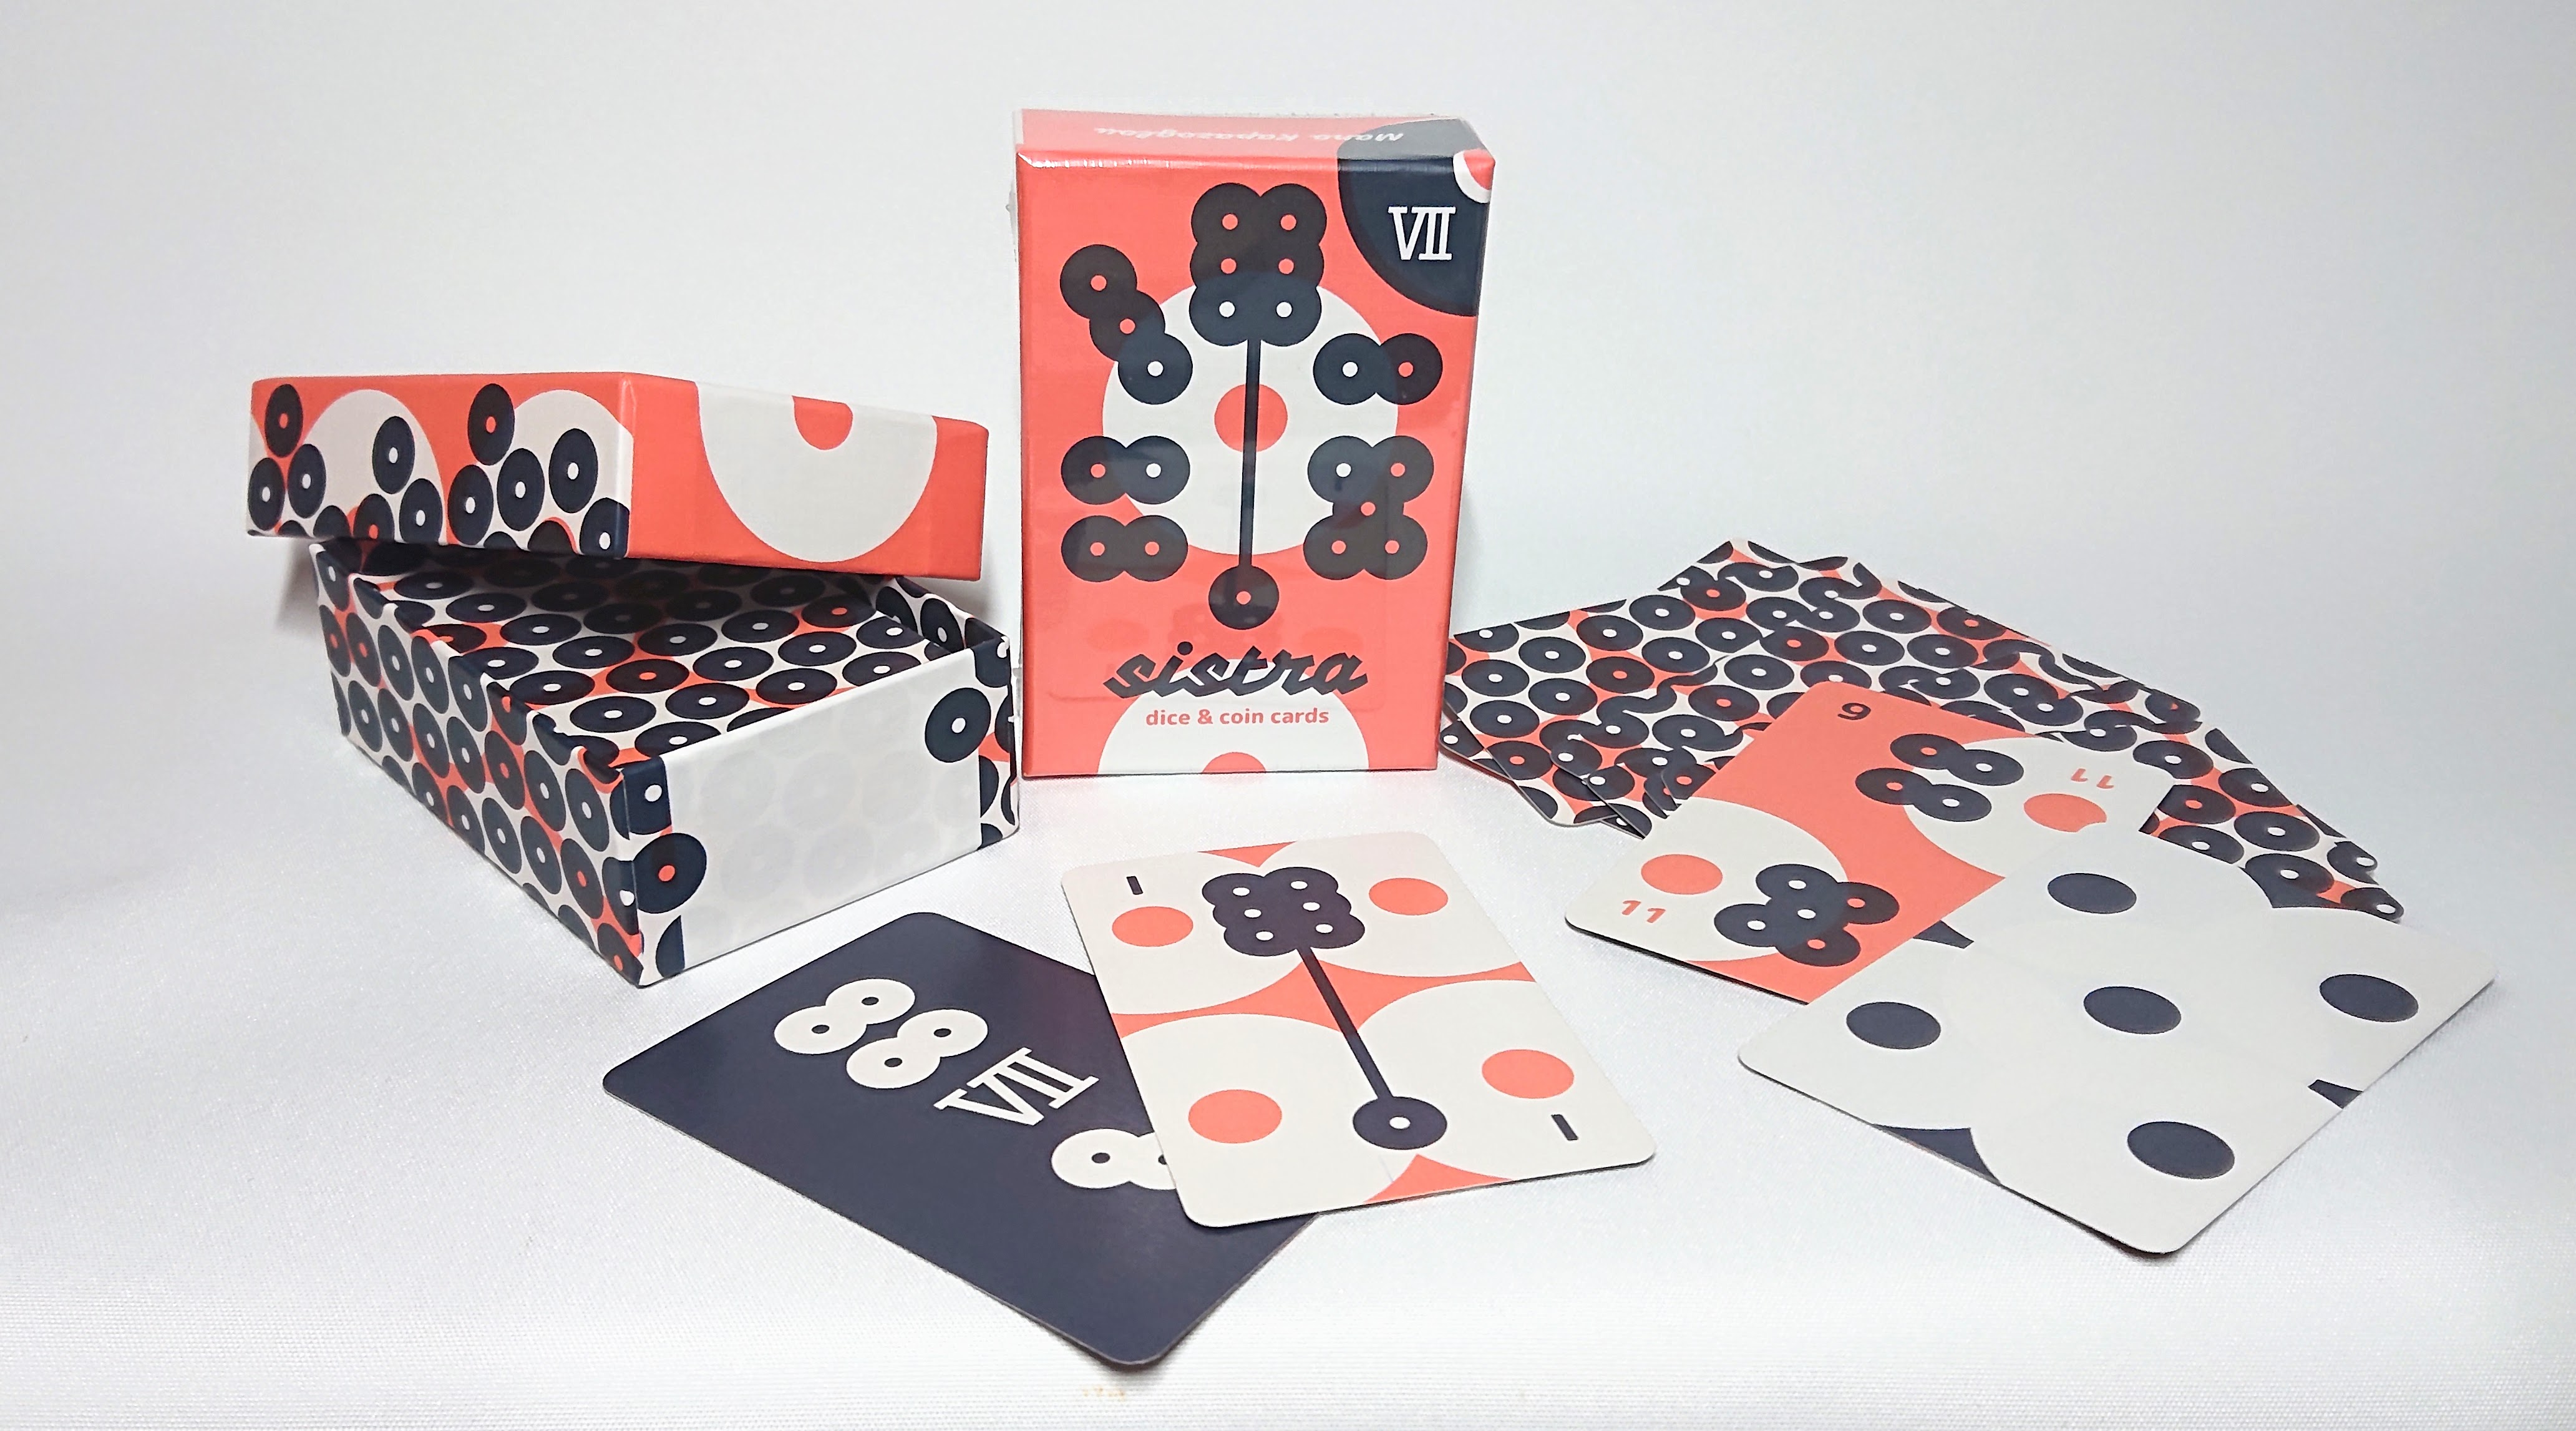 Mano Kapazoglou
VII
sistra
dice & coin cards
9
11
11
I
I
VII